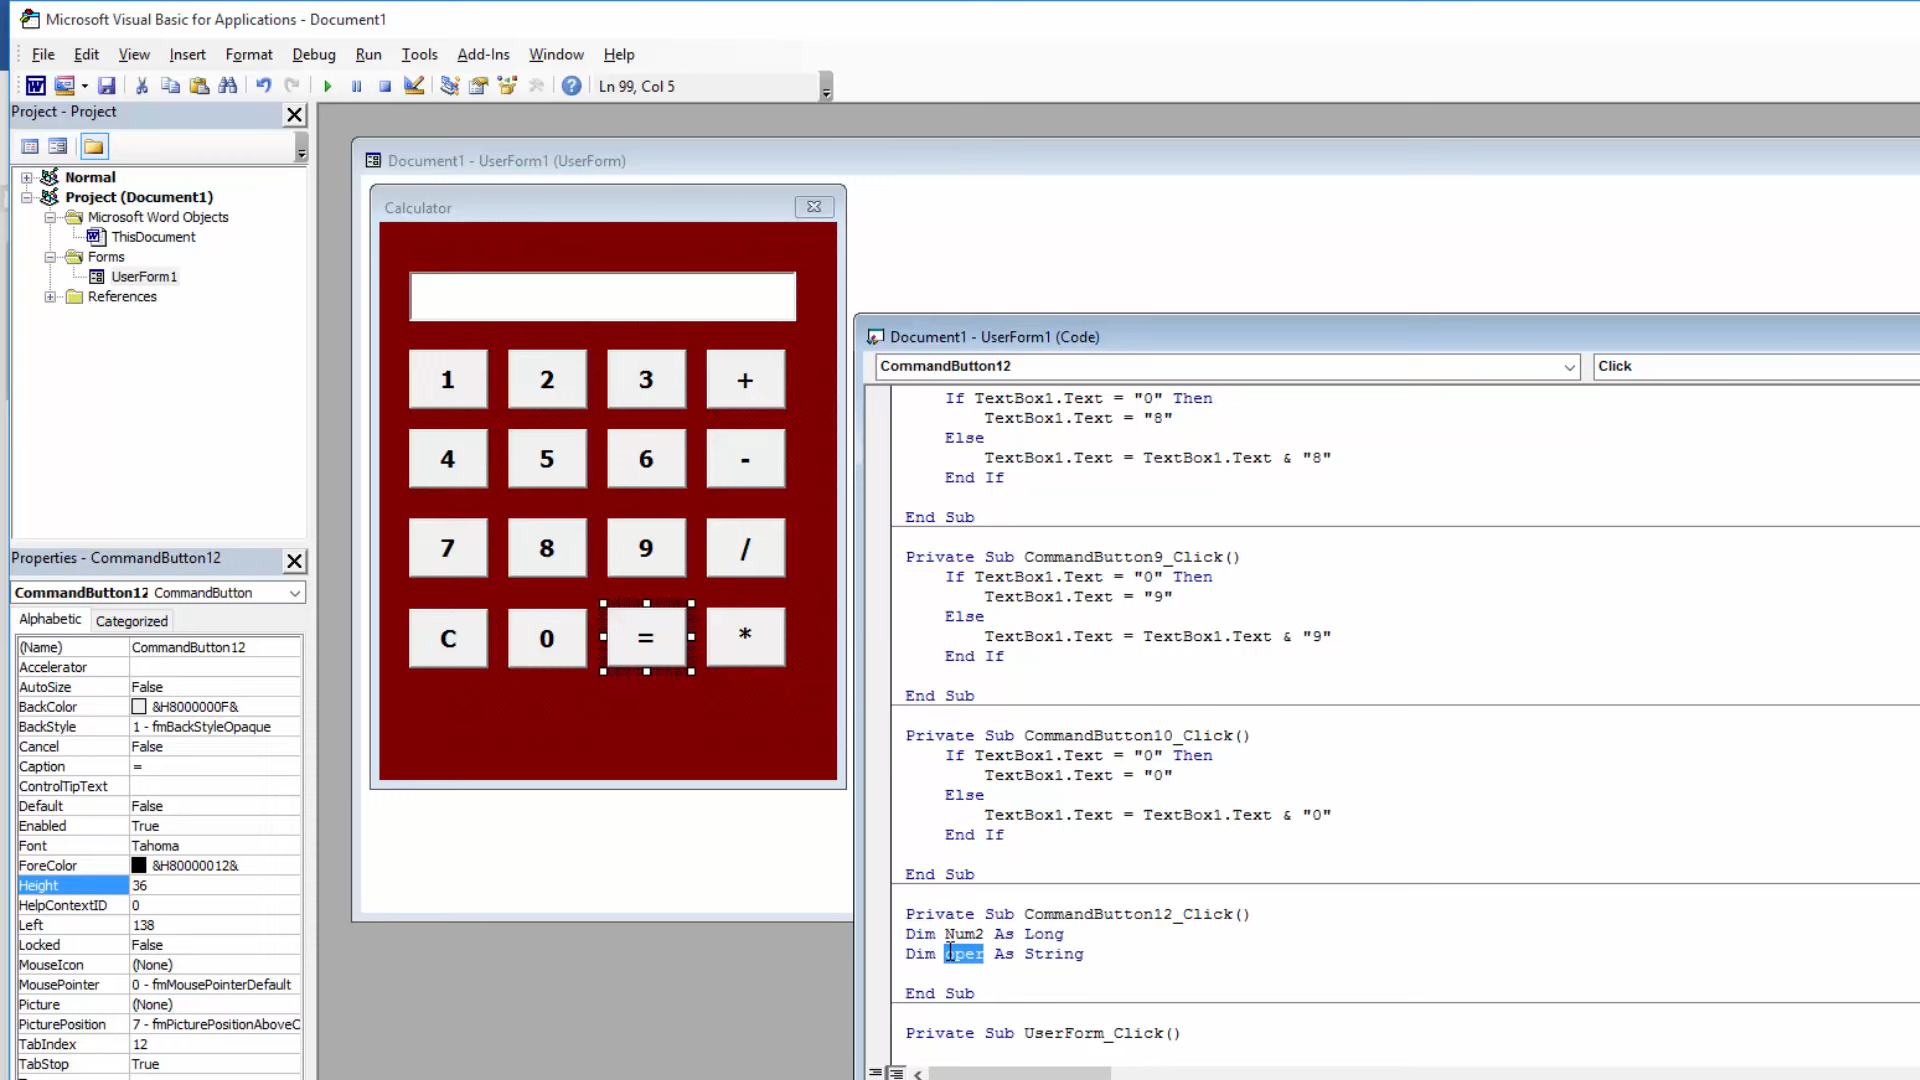 Microsoft Visual Basic for Applications - Document1
File Edit View Insert Format Debug Run Tools Add-Ins Window Help
Ln 99, Col 5
Project - Project
Normal
Project (Document1)
Microsoft Word Objects
ThisDocument
Forms
UserForm1
References
Document1 - UserForm1 (UserForm)
Calculator
1 2 3 +
4 5 6 -
7 8 9 /
C 0 = *
Properties - CommandButton12
CommandButton12 CommandButton
Alphabetic Categorized
(Name) CommandButton12
Accelerator
AutoSize False
BackColor &H8000000F&
BackStyle 1 - fmBackStyleOpaque
Cancel False
Caption =
ControlTipText
Default False
Enabled True
Font Tahoma
ForeColor &H80000012&
Height 36
HelpContextID 0
Left 138
Locked False
MouseIcon (None)
MousePointer 0 - fmMousePointerDefault
Picture (None)
PicturePosition 7 - fmPicturePositionAboveC
TabIndex 12
TabStop True
Document1 - UserForm1 (Code)
CommandButton12 Click
If TextBox1.Text = "0" Then
TextBox1.Text = "8"
Else
TextBox1.Text = TextBox1.Text & "8"
End If
End Sub
Private Sub CommandButton9_Click()
If TextBox1.Text = "0" Then
TextBox1.Text = "9"
Else
TextBox1.Text = TextBox1.Text & "9"
End If
End Sub
Private Sub CommandButton10_Click()
If TextBox1.Text = "0" Then
TextBox1.Text = "0"
Else
TextBox1.Text = TextBox1.Text & "0"
End If
End Sub
Private Sub CommandButton12_Click()
Dim Num2 As Long
Dim oper As String
End Sub
Private Sub UserForm_Click()